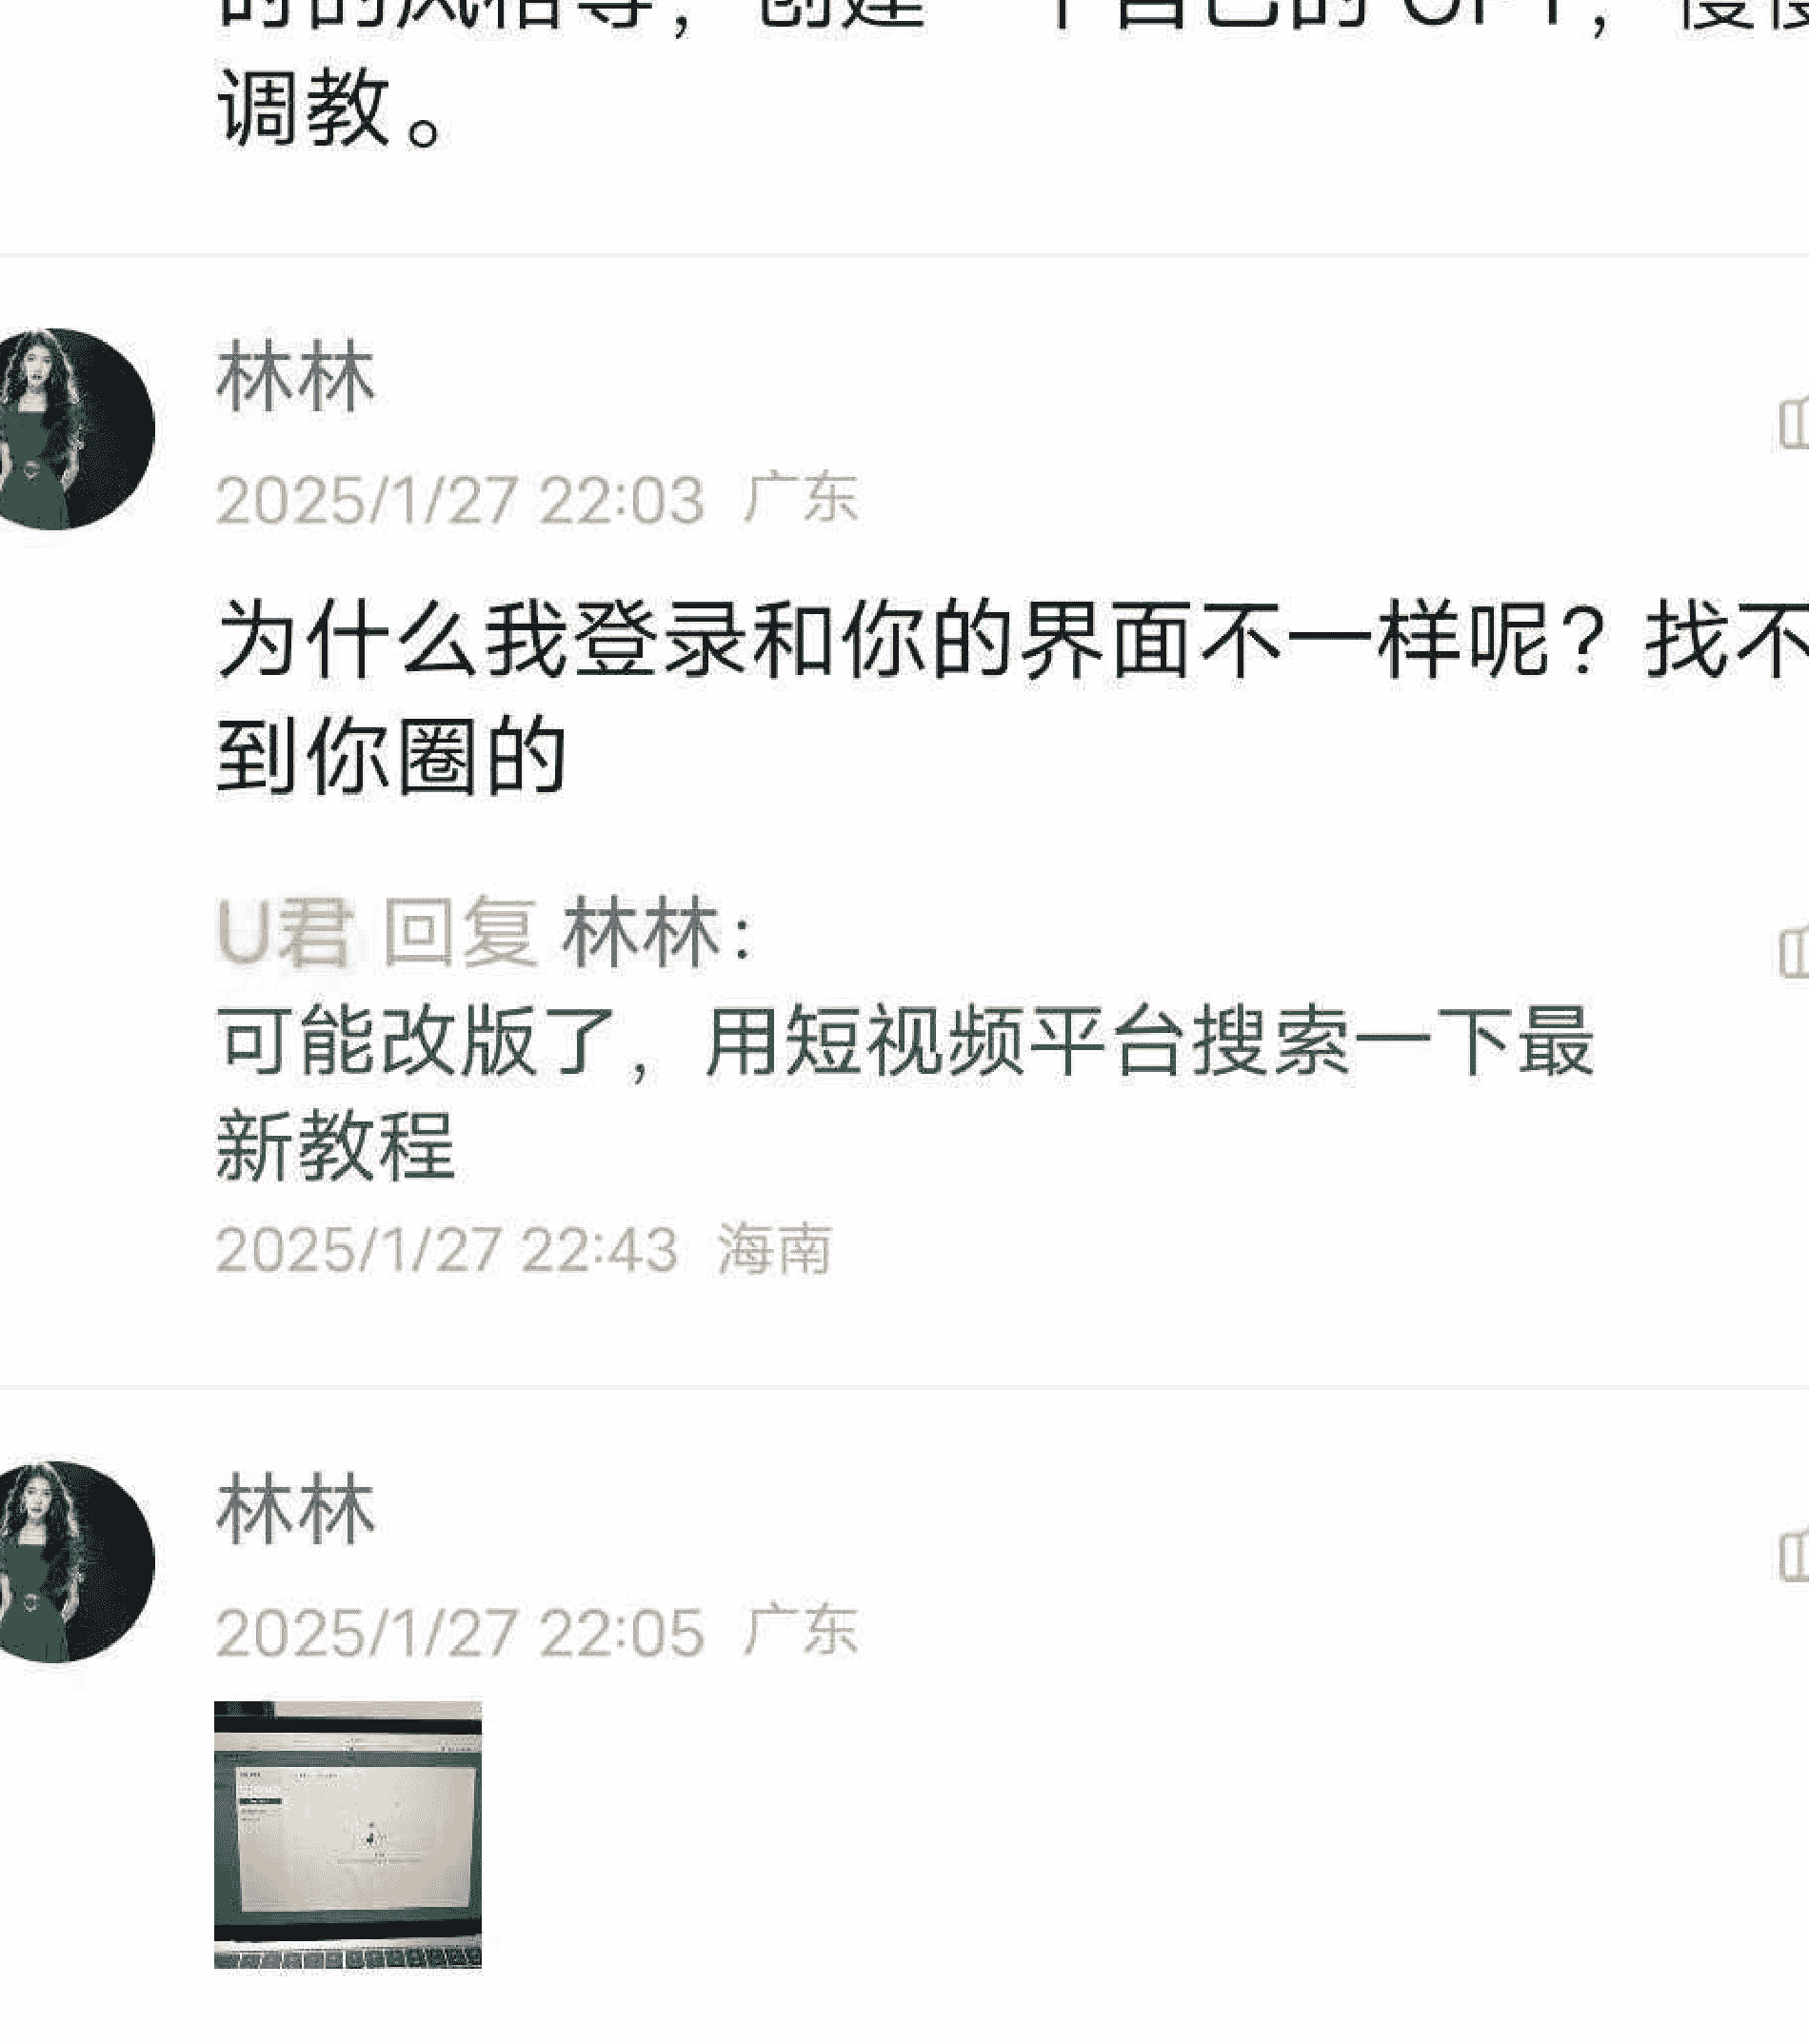 调教。
林林
2025/1/27 22:03 广东
为什么我登录和你的界面不一样呢？找不
到你圈的
U君 回复 林林：
可能改版了，用短视频平台搜索一下最
新教程
2025/1/27 22:43 海南
林林
2025/1/27 22:05 广东